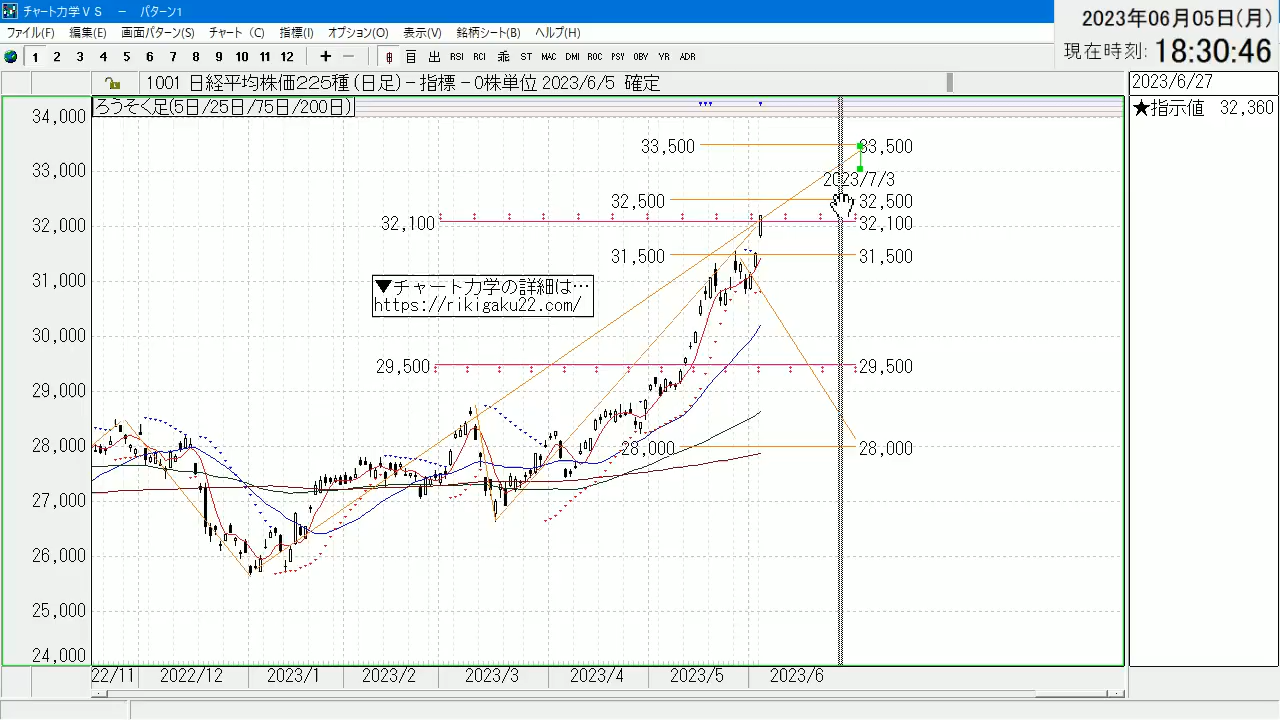 チャート力学ＶＳ － パターン1
ファイル(F) 編集(E) 画面パターン(S) チャート (C) 指標(I) オプション(O) 表示(V) 銘柄シート(B) ヘルプ(H)
2023年06月05日(月)
現在時刻: 18:30:46
1 2 3 4 5 6 7 8 9 10 11 12 + － 日 百 出 RSI RCI 乖 ST MAC DMI ROC PSY OBV VR ADR
1001 日経平均株価225種(日足)－指標－0株単位 2023/6/5 確定
2023/6/27
★指示値 32,360
ろうそく足(5日/25日/75日/200日)
34,000
33,500 33,500
33,000
2023/7/3
32,500 32,500
32,100 32,100
32,000
31,500 31,500
31,000
▼チャート力学の詳細は…
https://rikigaku22.com/
30,000
29,500 29,500
29,000
28,000 28,000 28,000
27,000
26,000
25,000
24,000
22/11 2022/12 2023/1 2023/2 2023/3 2023/4 2023/5 2023/6